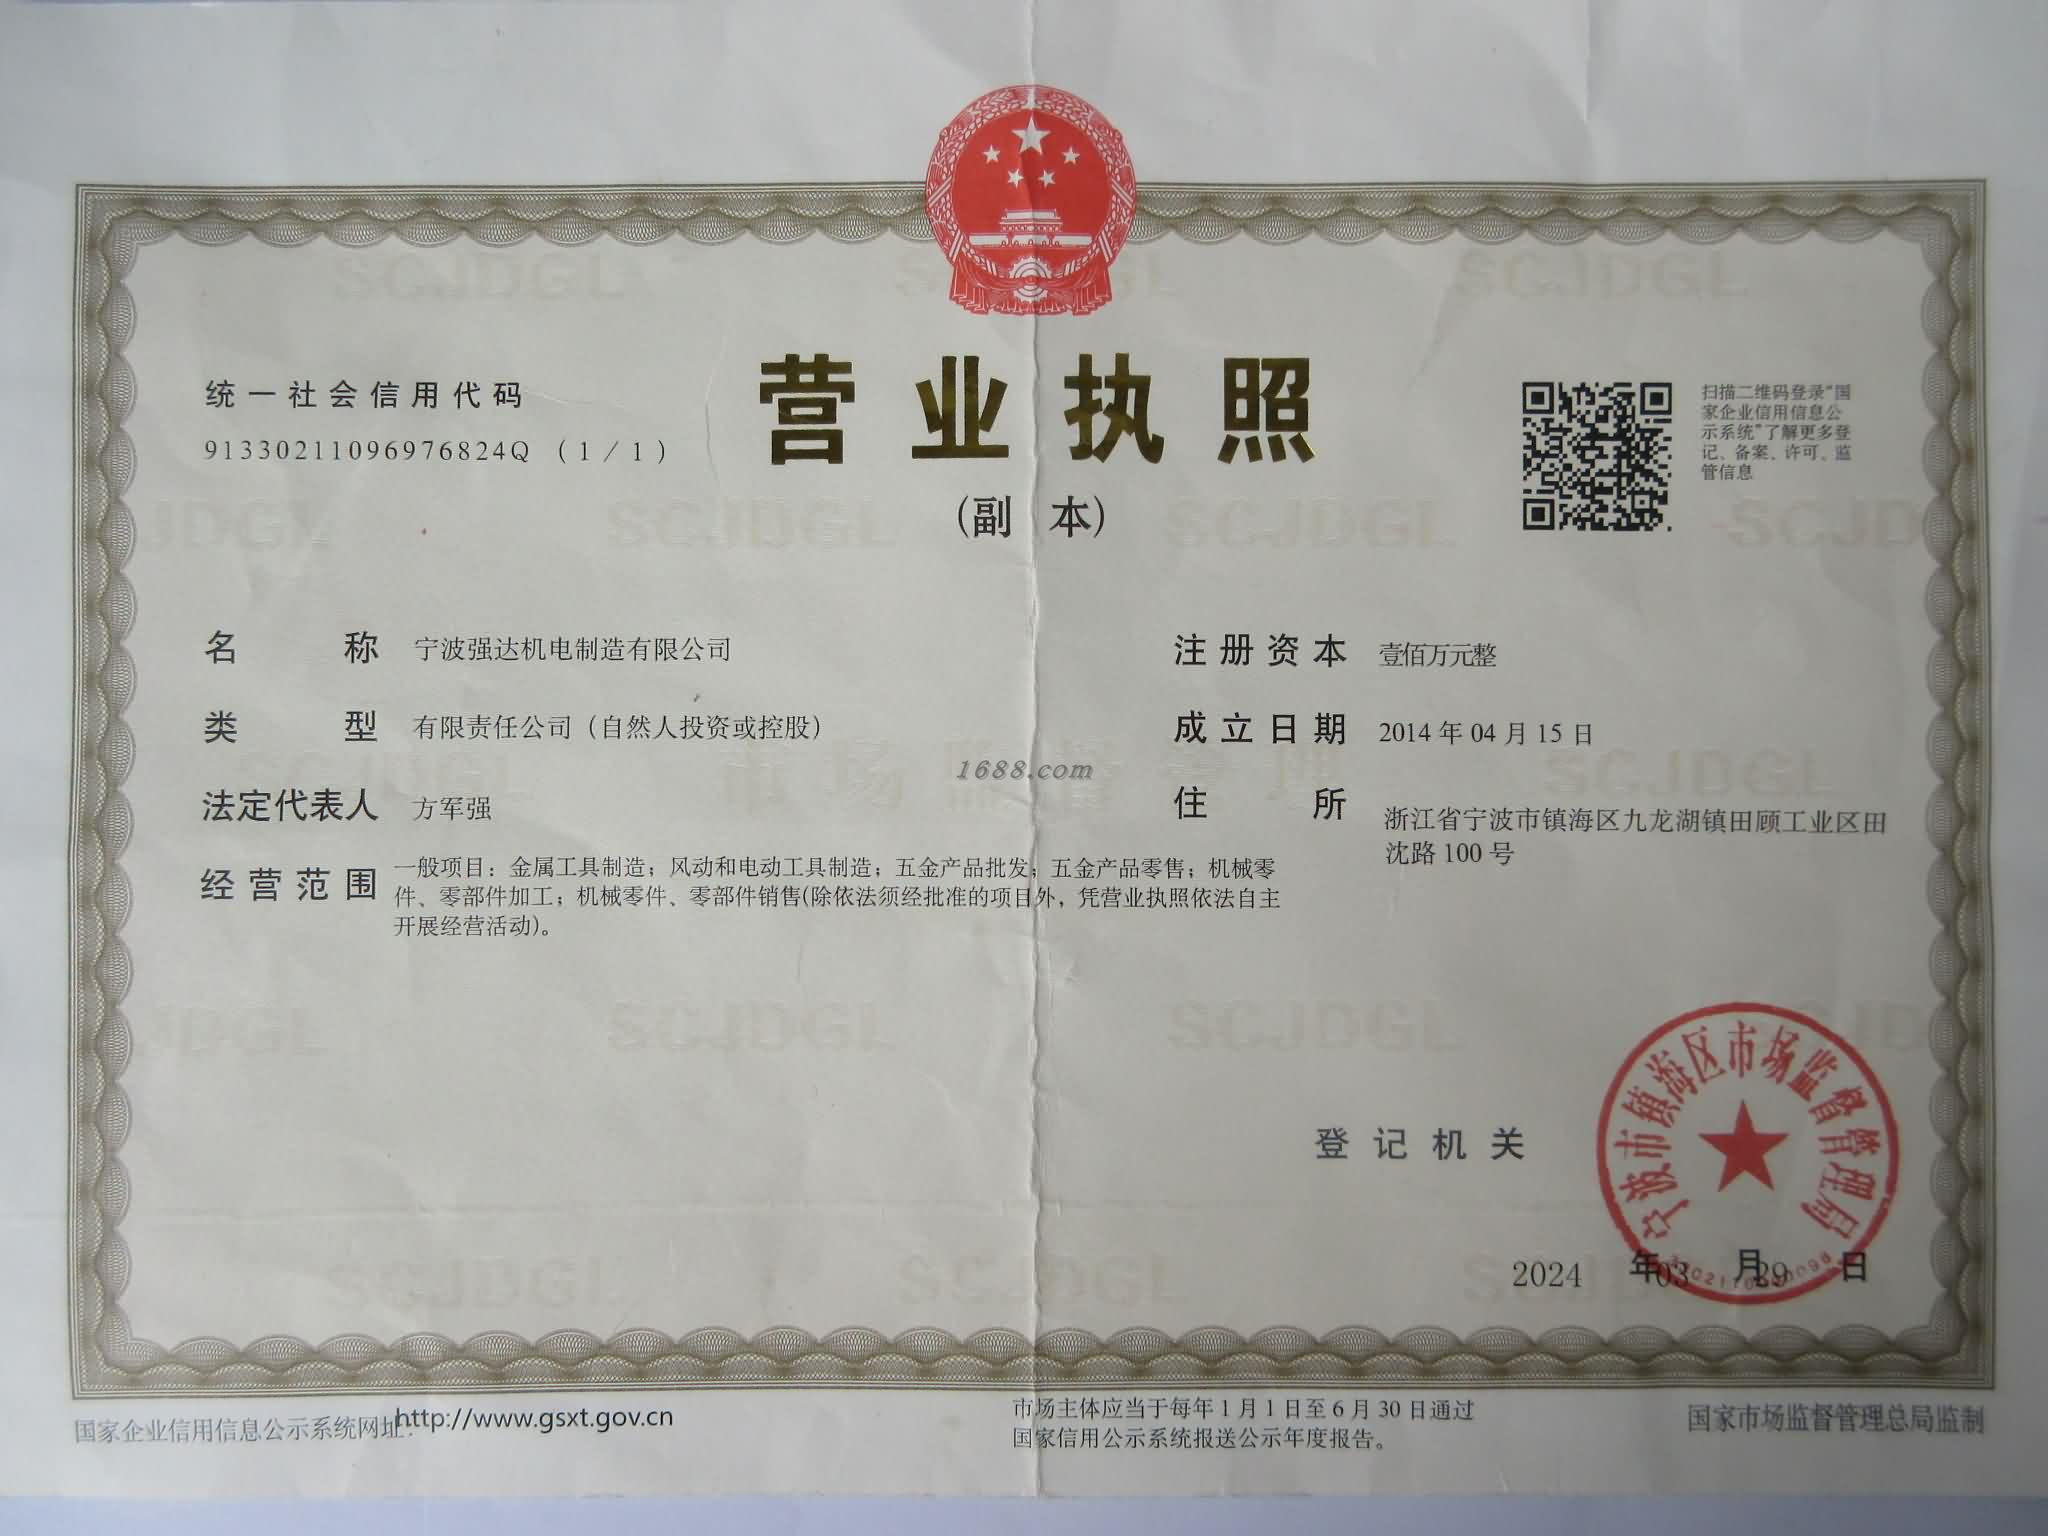 营业执照
(副 本)
统一社会信用代码
91330211096976824Q (1/1)
扫描二维码登录“国
家企业信用信息公
示系统”了解更多登
记、备案、许可、监
管信息
名 称 宁波强达机电制造有限公司
类 型 有限责任公司（自然人投资或控股）
法定代表人 方军强
经营范围 一般项目：金属工具制造；风动和电动工具制造；五金产品批发；五金产品零售；机械零
件、零部件加工；机械零件、零部件销售(除依法须经批准的项目外，凭营业执照依法自主
开展经营活动)。
注册资本 壹佰万元整
成立日期 2014年04月15日
住 所 浙江省宁波市镇海区九龙湖镇田顾工业区田
沈路100号
1688.com
登记机关
宁波市镇海区市场监督管理局
2024 年03 月29 日
国家企业信用信息公示系统网址：http://www.gsxt.gov.cn
市场主体应当于每年1月1日至6月30日通过
国家信用公示系统报送公示年度报告。
国家市场监督管理总局监制
SCJDGL